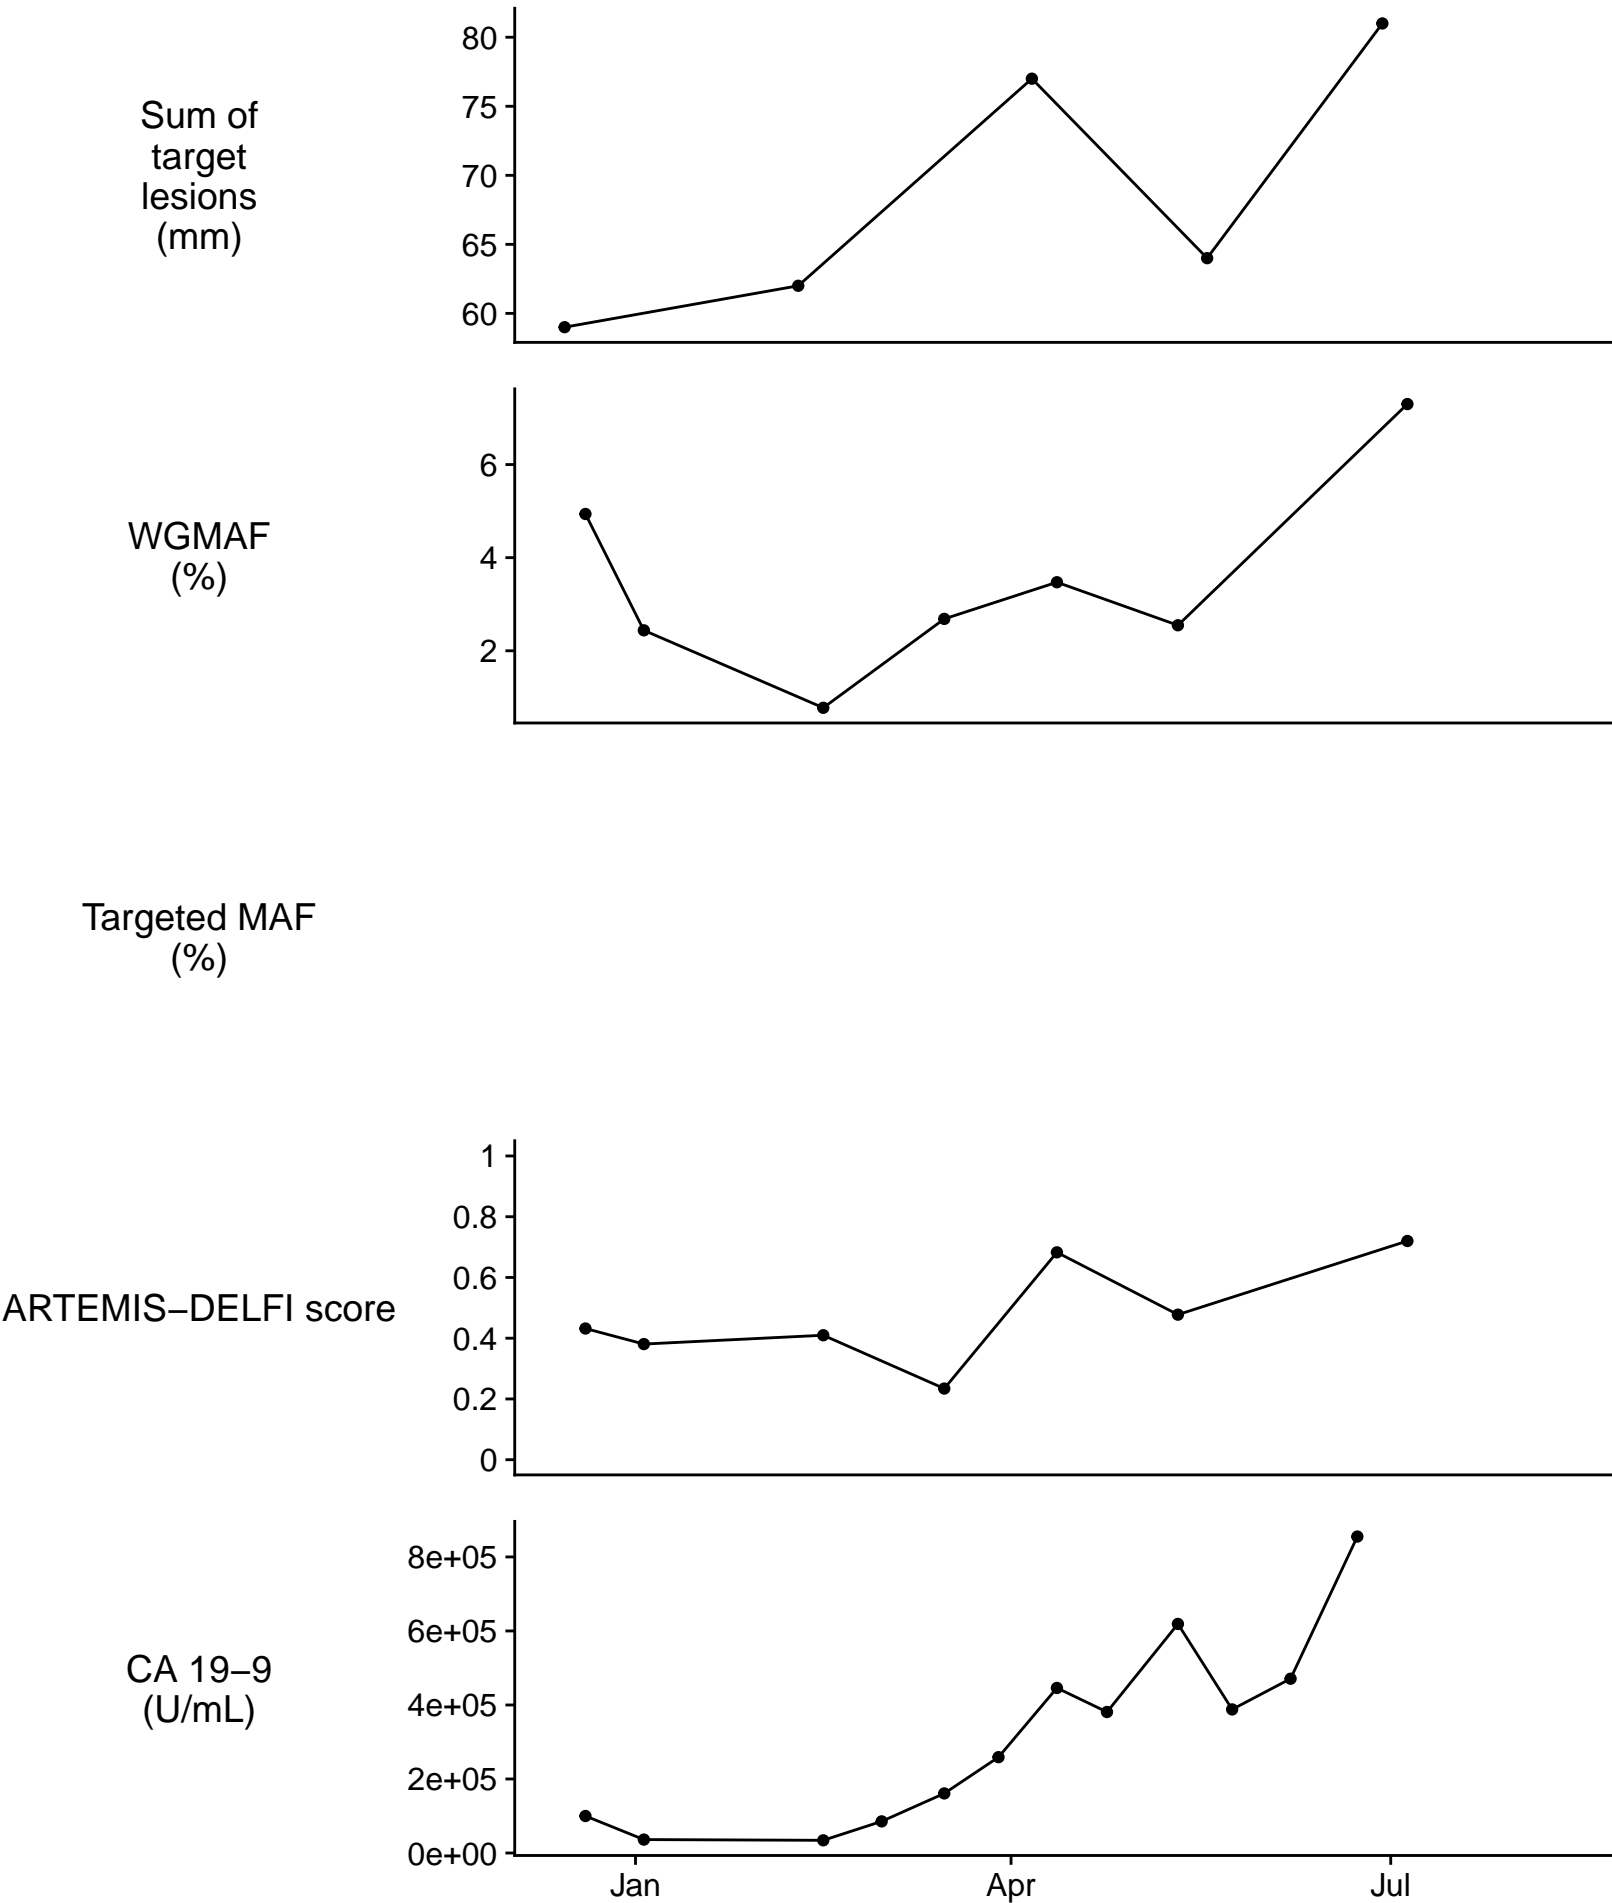 Sum of
target
lesions
(mm)
80
75
70
65
60
WGMAF
(%)
6
4
2
Targeted MAF
(%)
ARTEMIS−DELFI score
1
0.8
0.6
0.4
0.2
0
CA 19−9
(U/mL)
8e+05
6e+05
4e+05
2e+05
0e+00
Jan Apr Jul